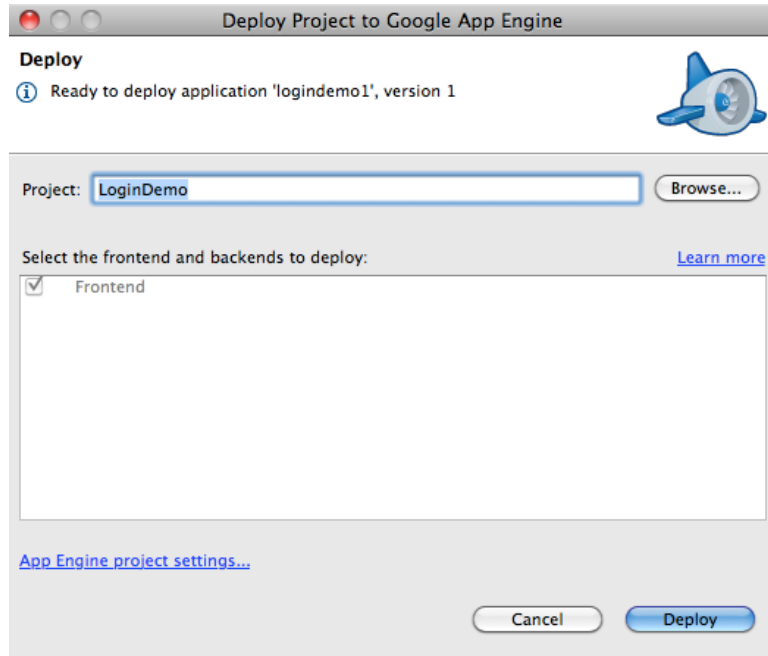 Deploy Project to Google App Engine
Deploy
Ready to deploy application 'logindemo1', version 1
Project: LoginDemo Browse...
Select the frontend and backends to deploy: Learn more
Frontend
App Engine project settings...
Cancel Deploy